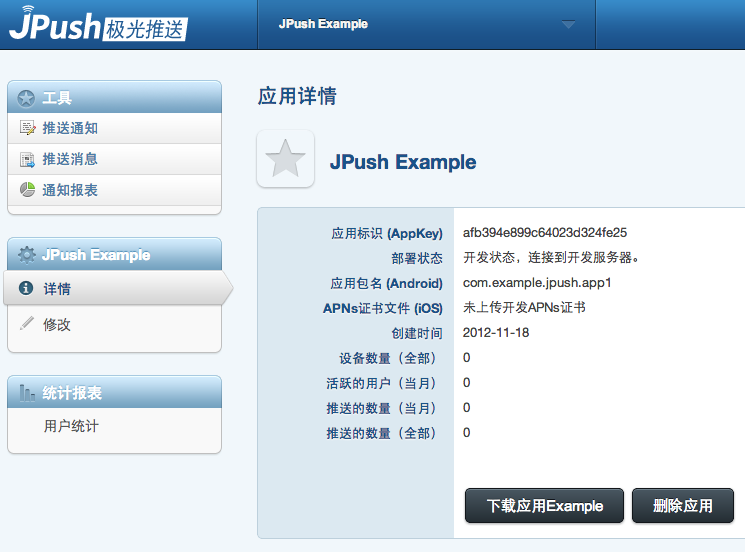 JPush极光推送
JPush Example
工具
推送通知
推送消息
通知报表
JPush Example
详情
修改
统计报表
用户统计
应用详情
JPush Example
应用标识 (AppKey) afb394e899c64023d324fe25
部署状态 开发状态，连接到开发服务器。
应用包名 (Android) com.example.jpush.app1
APNs证书文件 (iOS) 未上传开发APNs证书
创建时间 2012-11-18
设备数量（全部） 0
活跃的用户（当月） 0
推送的数量（当月） 0
推送的数量（全部） 0
下载应用Example 删除应用